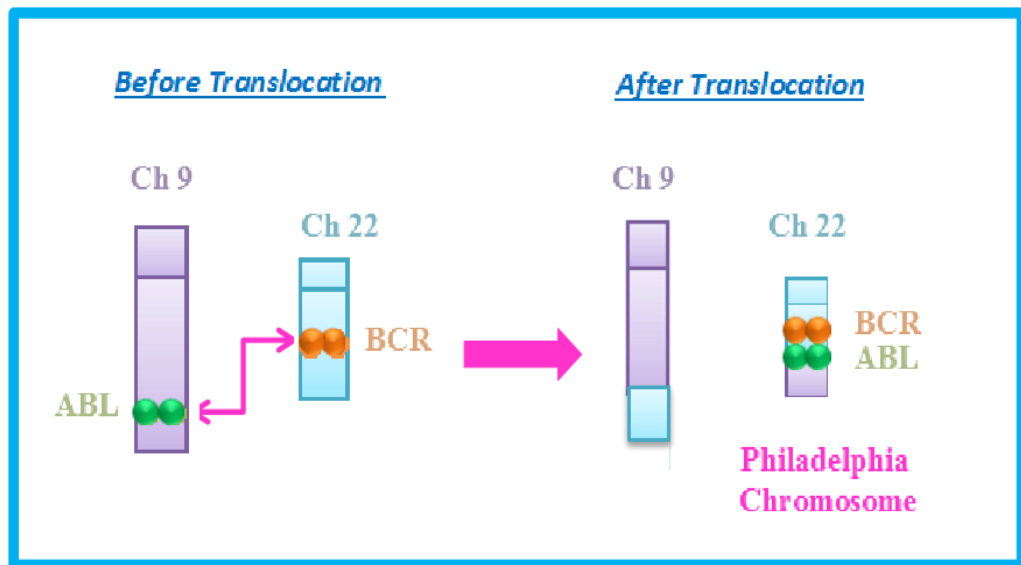 Before Translocation
After Translocation
Ch 9
Ch 22
BCR
ABL
Ch 9
Ch 22
BCR
ABL
Philadelphia
Chromosome